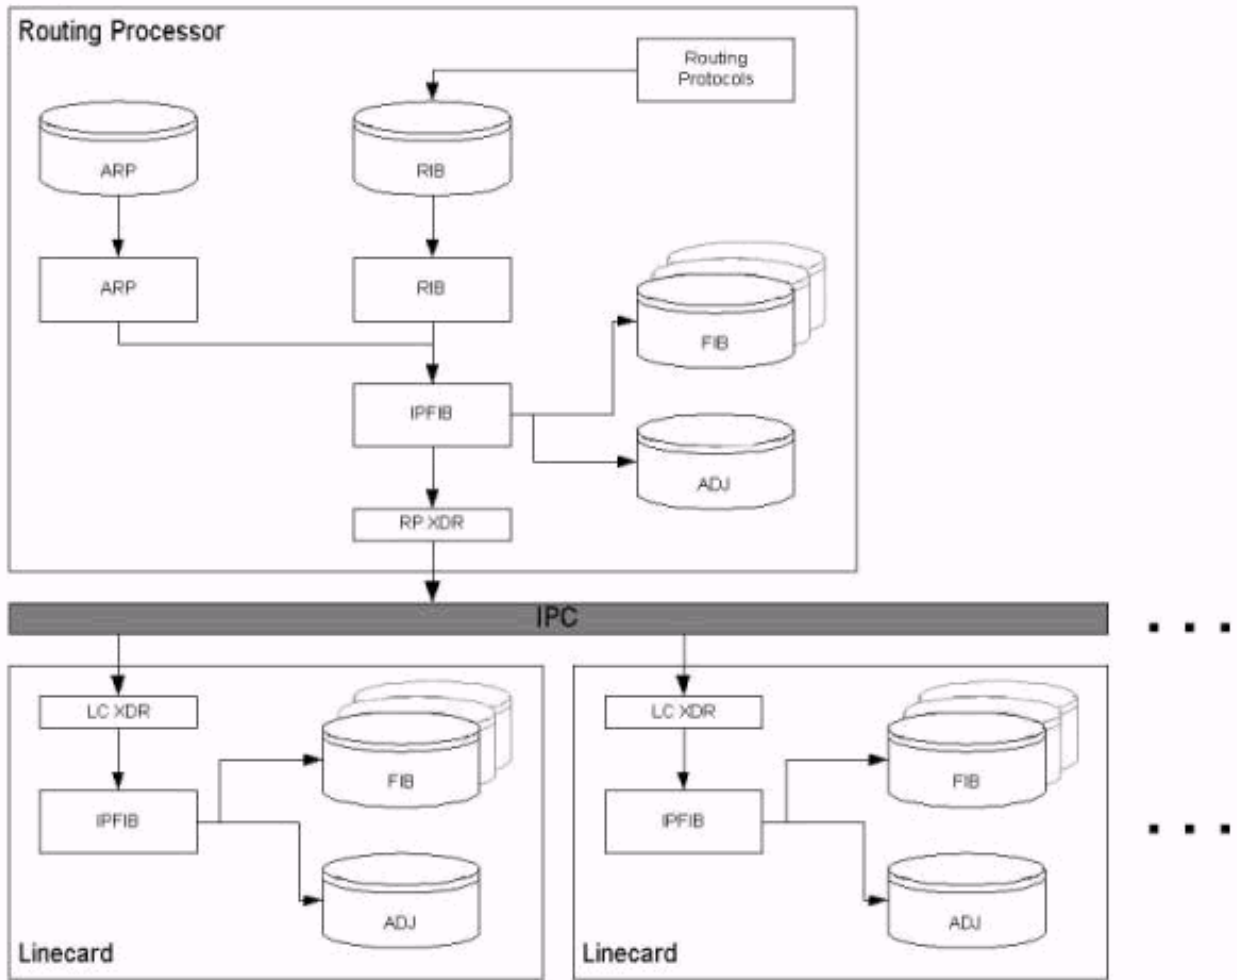 Routing Processor
Routing
Protocols
ARP
RIB
ARP
RIB
FIB
IPFIB
ADJ
RP XDR
IPC
LC XDR
FIB
IPFIB
ADJ
Linecard
LC XDR
FIB
IPFIB
ADJ
Linecard